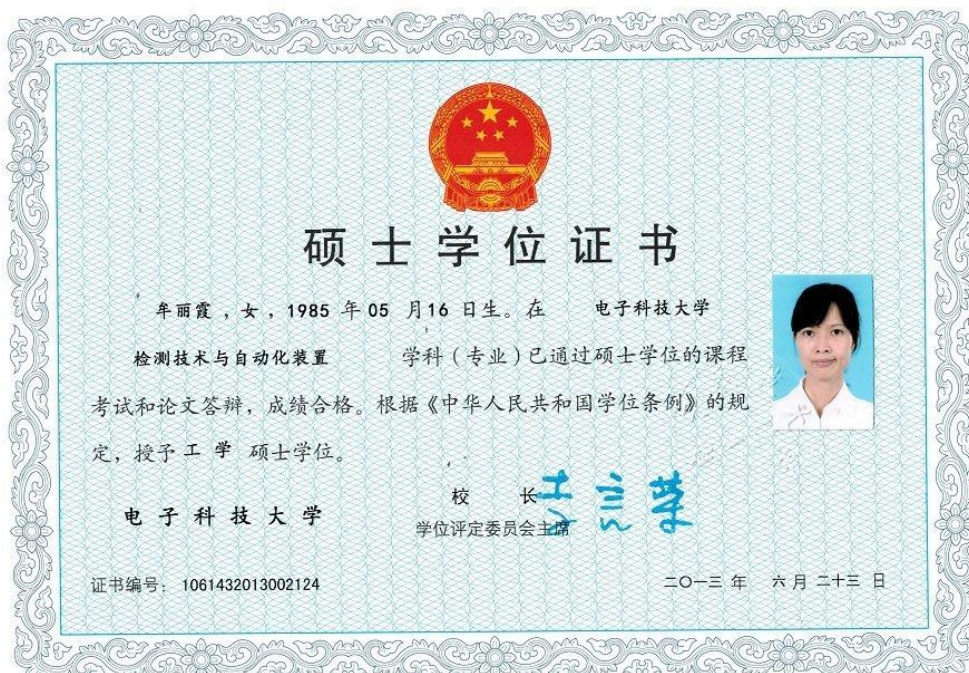 硕士学位证书
牟丽霞，女，1985 年 05 月 16 日生。在 电子科技大学
检测技术与自动化装置 学科（专业）已通过硕士学位的课程
考试和论文答辩，成绩合格。根据《中华人民共和国学位条例》的规
定，授予 工学 硕士学位。
校 长
李言荣
电子科技大学
学位评定委员会主席
证书编号： 1061432013002124
二〇一三 年 六 月 二十三 日